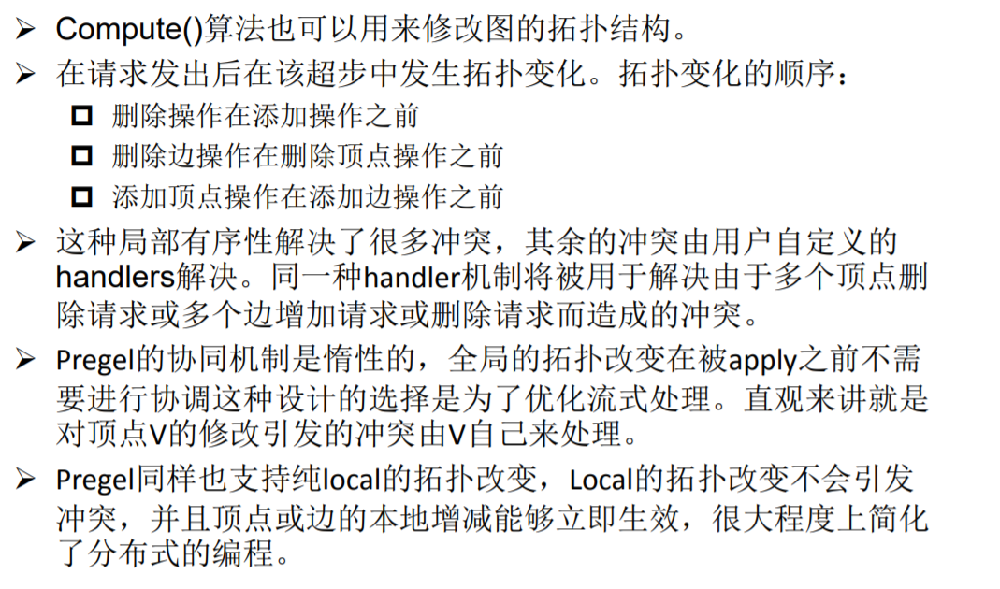 ➢ Compute()算法也可以用来修改图的拓扑结构。
➢ 在请求发出后在该超步中发生拓扑变化。拓扑变化的顺序：
❑ 删除操作在添加操作之前
❑ 删除边操作在删除顶点操作之前
❑ 添加顶点操作在添加边操作之前
➢ 这种局部有序性解决了很多冲突，其余的冲突由用户自定义的
handlers解决。同一种handler机制将被用于解决由于多个顶点删
除请求或多个边增加请求或删除请求而造成的冲突。
➢ Pregel的协同机制是惰性的，全局的拓扑改变在被apply之前不需
要进行协调这种设计的选择是为了优化流式处理。直观来讲就是
对顶点V的修改引发的冲突由V自己来处理。
➢ Pregel同样也支持纯local的拓扑改变，Local的拓扑改变不会引发
冲突，并且顶点或边的本地增减能够立即生效，很大程度上简化
了分布式的编程。